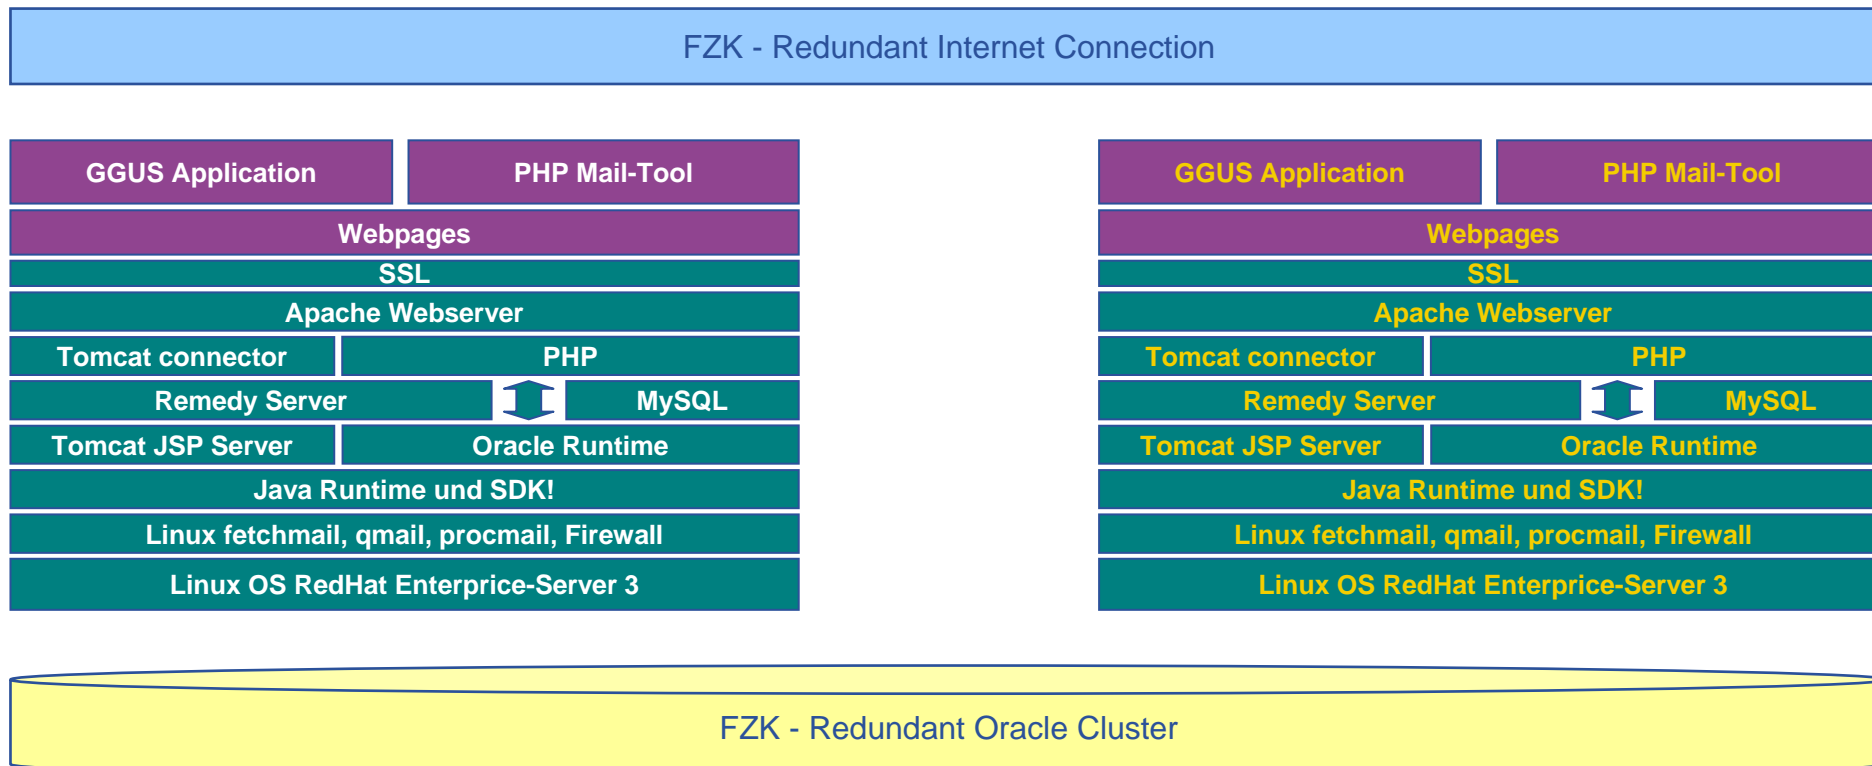 FZK - Redundant Internet Connection
GGUS Application
PHP Mail-Tool
Webpages
SSL
Apache Webserver
Tomcat connector
PHP
Remedy Server
MySQL
Tomcat JSP Server
Oracle Runtime
Java Runtime und SDK!
Linux fetchmail, qmail, procmail, Firewall
Linux OS RedHat Enterprice-Server 3
GGUS Application
PHP Mail-Tool
Webpages
SSL
Apache Webserver
Tomcat connector
PHP
Remedy Server
MySQL
Tomcat JSP Server
Oracle Runtime
Java Runtime und SDK!
Linux fetchmail, qmail, procmail, Firewall
Linux OS RedHat Enterprice-Server 3
FZK - Redundant Oracle Cluster